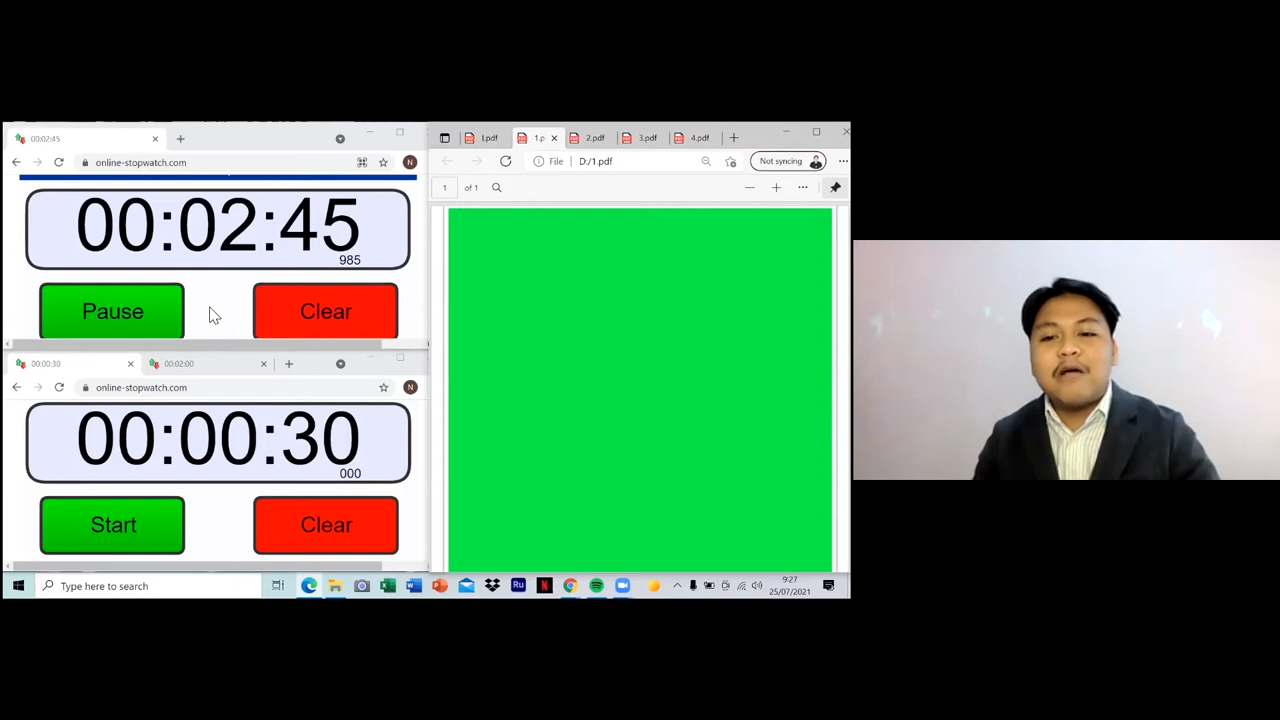 00:02:45
online-stopwatch.com
N
00:02:45
985
Pause
Clear
00:00:30
00:02:00
online-stopwatch.com
N
00:00:30
000
Start
Clear
1.p
2.pdf
3.pdf
4.pdf
File
D:/1.pdf
Not syncing
1
of 1
Type here to search
Ru
N
9:27
25/07/2021